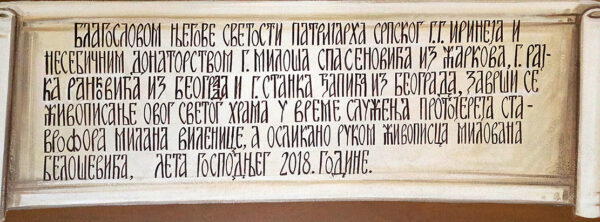 БЛАГОСЛОВОМ ЊЕГОВЕ СВЕТОСТИ ПАТРИЈАРХА СРПСКОГ Г.Г. ИРИНЕЈА И
НЕСЕБИЧНИМ ДОНАТОРСТВОМ Г. МИЛОША СПАСЕНОВИЋА ИЗ ЖАРКОВА, Г. РАЈ-
КА РАНЂЕВИЋА ИЗ БЕОГРАДА И Г. СТАНКА ЂАПИЋА ИЗ БЕОГРАДА, ЗАВРШИ СЕ
ЖИВОПИСАЊЕ ОВОГ СВЕТОГ ХРАМА У ВРЕМЕ СЛУЖЕЊА ПРОТОЈЕРЕЈА СТА-
ВРОФОРА МИЛАНА ВИЛЕНИЦЕ, А ОСЛИКАНО РУКОМ ЖИВОПИСЦА МИЛОВАНА
БЕЛОШЕВИЋА, ЛЕТА ГОСПОДЊЕГ 2018. ГОДИНЕ.